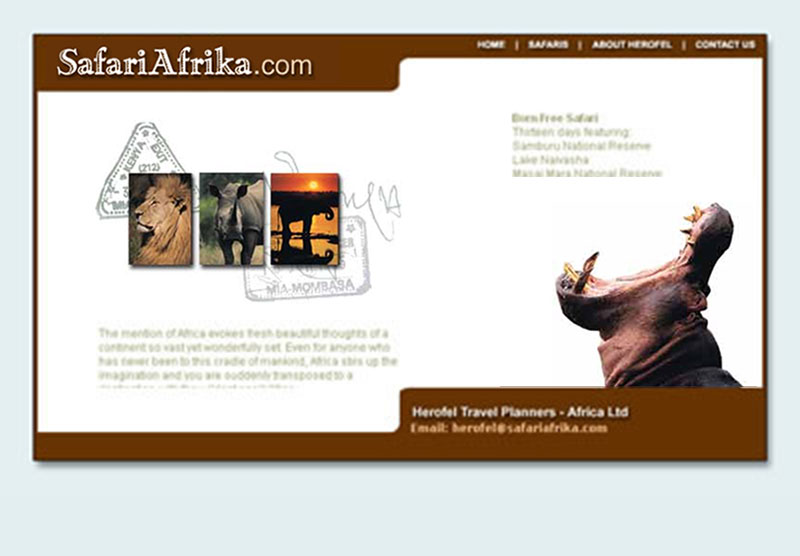 SafariAfrika.com
HOME | SAFARIS | ABOUT HEROFEL | CONTACT US
Born Free Safari
Thirteen days featuring:
Samburu National Reserve
Lake Naivasha
Masai Mara National Reserve
KENYA
EXIT
(212)
MIA-MOMBASA
The mention of Africa evokes fresh beautiful thoughts of a
continent so vast yet wonderfully set. Even for anyone who
has never been to this cradle of mankind, Africa stirs up the
imagination and you are suddenly transposed to a
Herofel Travel Planners - Africa Ltd
Email: herofel@safariafrika.com